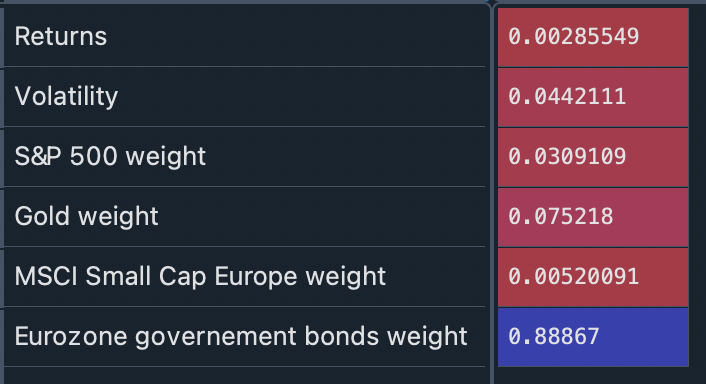 Returns 0.00285549
Volatility 0.0442111
S&P 500 weight 0.0309109
Gold weight 0.075218
MSCI Small Cap Europe weight 0.00520091
Eurozone governement bonds weight 0.88867